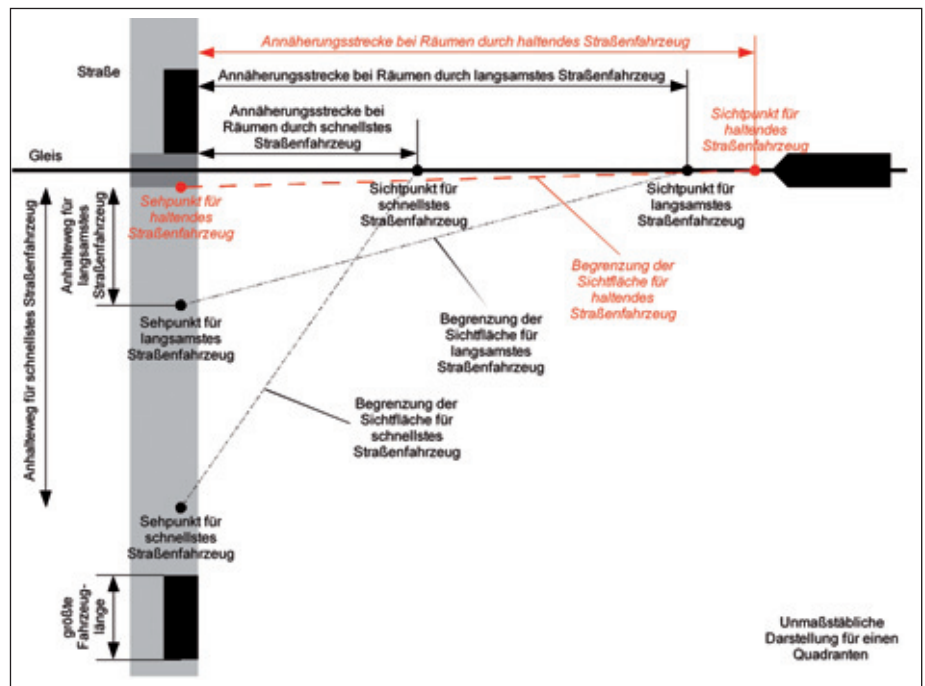 Annäherungsstrecke bei Räumen durch haltendes Straßenfahrzeug
Straße
Annäherungsstrecke bei Räumen durch langsamstes Straßenfahrzeug
Annäherungsstrecke bei
Räumen durch schnellstes
Straßenfahrzeug
Sichtpunkt für
haltendes
Straßenfahrzeug
Gleis
Sehpunkt für
haltendes
Straßenfahrzeug
Sichtpunkt für
schnellstes
Straßenfahrzeug
Sichtpunkt für
langsamstes
Straßenfahrzeug
Anhalteweg für schnellstes Straßenfahrzeug
Anhalteweg für
langsamstes
Straßenfahrzeug
Begrenzung der
Sichtfläche für
haltendes
Straßenfahrzeug
Sehpunkt für
langsamstes
Straßenfahrzeug
Begrenzung der
Sichtfläche für
langsamstes
Straßenfahrzeug
Begrenzung der
Sichtfläche für
schnellstes
Straßenfahrzeug
Sehpunkt für
schnellstes
Straßenfahrzeug
größte
Fahrzeug-
länge
Unmaßstäbliche
Darstellung für einen
Quadranten